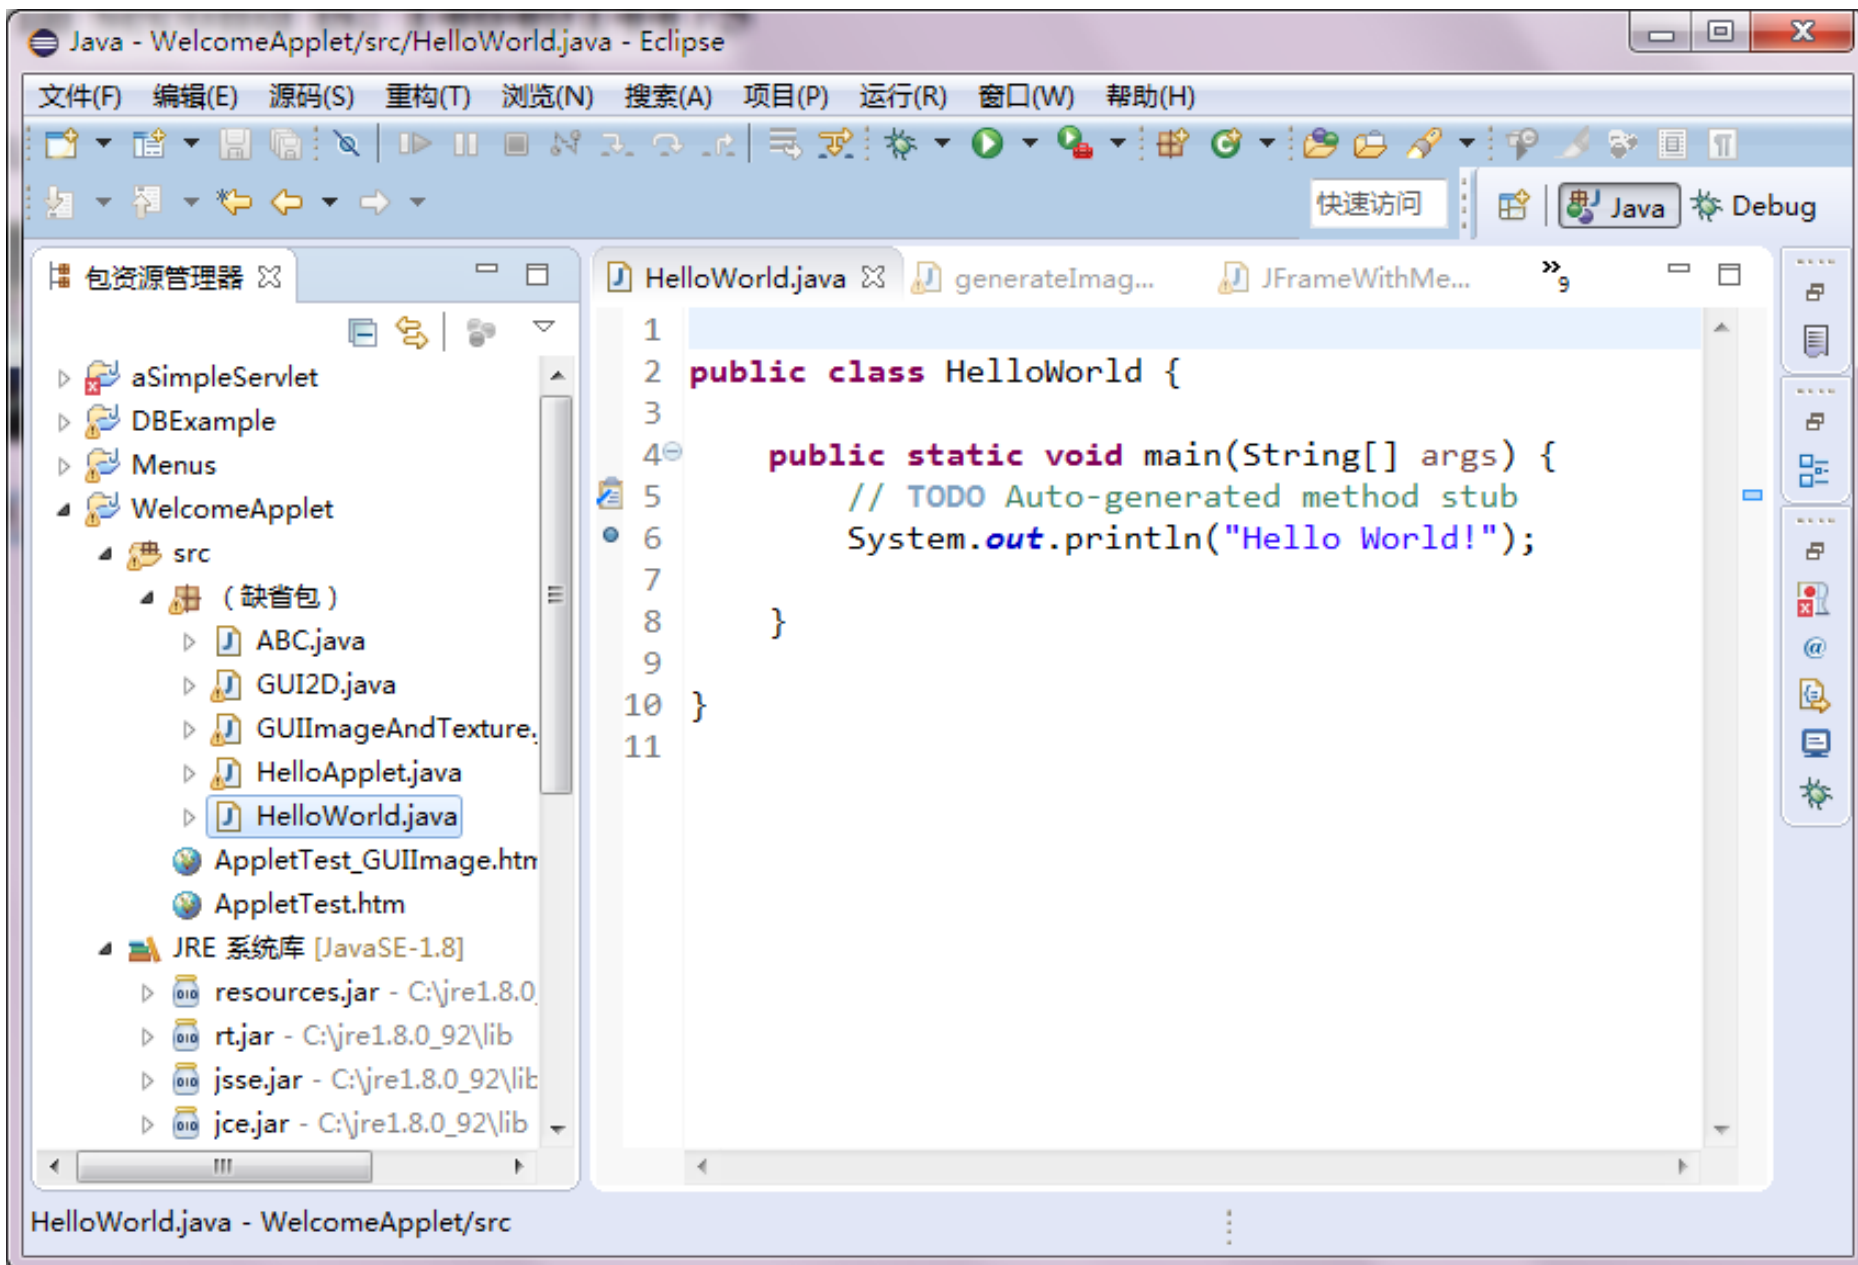 Java - WelcomeApplet/src/HelloWorld.java - Eclipse
文件(F) 编辑(E) 源码(S) 重构(T) 浏览(N) 搜索(A) 项目(P) 运行(R) 窗口(W) 帮助(H)
快速访问 Java Debug
包资源管理器
aSimpleServlet
DBExample
Menus
WelcomeApplet
src
（缺省包）
ABC.java
GUI2D.java
GUIImageAndTexture.
HelloApplet.java
HelloWorld.java
AppletTest_GUIImage.htm
AppletTest.htm
JRE 系统库 [JavaSE-1.8]
resources.jar - C:\jre1.8.0_
rt.jar - C:\jre1.8.0_92\lib
jsse.jar - C:\jre1.8.0_92\lib
jce.jar - C:\jre1.8.0_92\lib
HelloWorld.java generateImag... JFrameWithMe... »9
1
2 public class HelloWorld {
3
4 public static void main(String[] args) {
5 // TODO Auto-generated method stub
6 System.out.println("Hello World!");
7
8 }
9
10 }
11
HelloWorld.java - WelcomeApplet/src